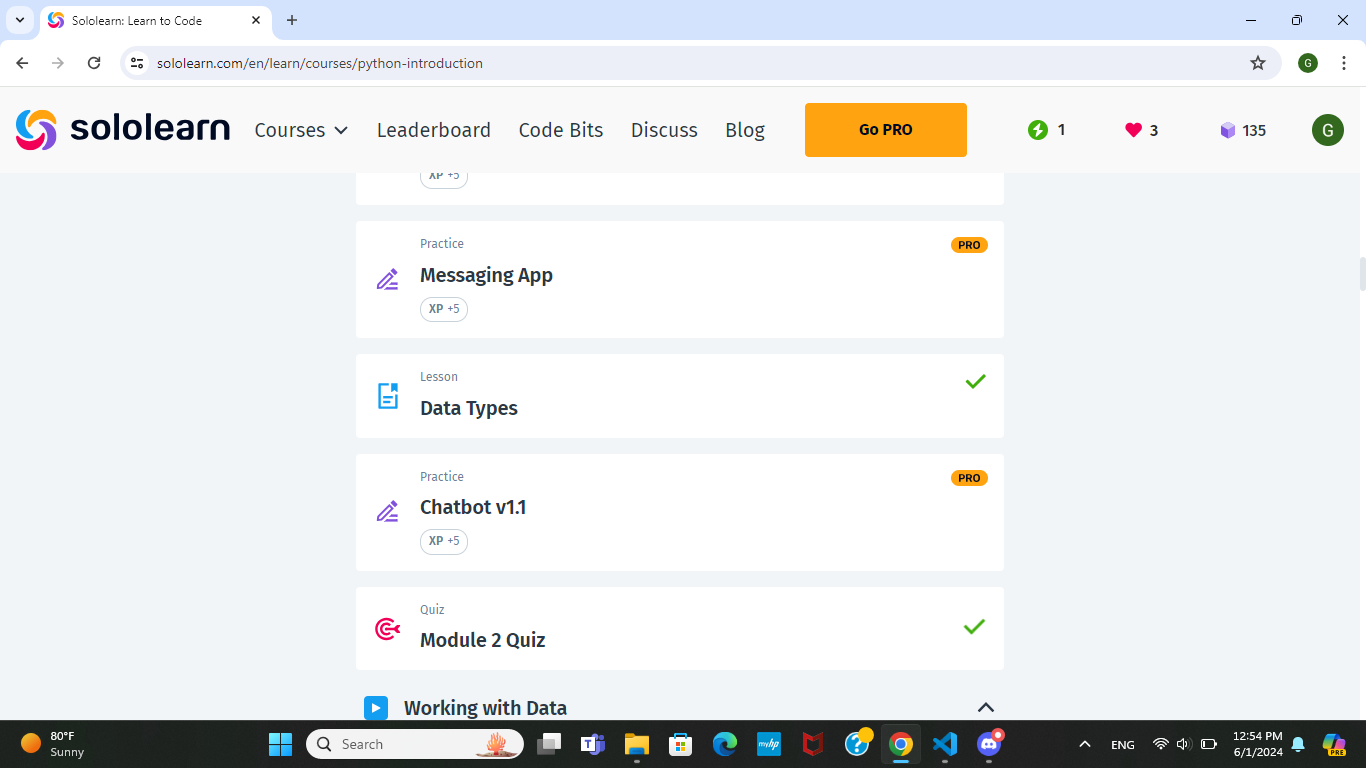 Sololearn: Learn to Code
sololearn.com/en/learn/courses/python-introduction
G
sololearn
Courses
Leaderboard
Code Bits
Discuss
Blog
Go PRO
1
3
135
G
XP +5
Practice
PRO
Messaging App
XP +5
Lesson
Data Types
Practice
PRO
Chatbot v1.1
XP +5
Quiz
Module 2 Quiz
Working with Data
80°F
Sunny
Search
myhp
ENG
12:54 PM
6/1/2024
PRE